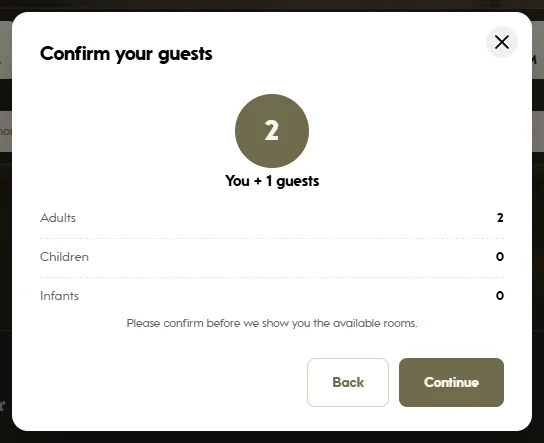 Confirm your guests
2
You + 1 guests
Adults 2
Children 0
Infants 0
Please confirm before we show you the available rooms.
Back Continue